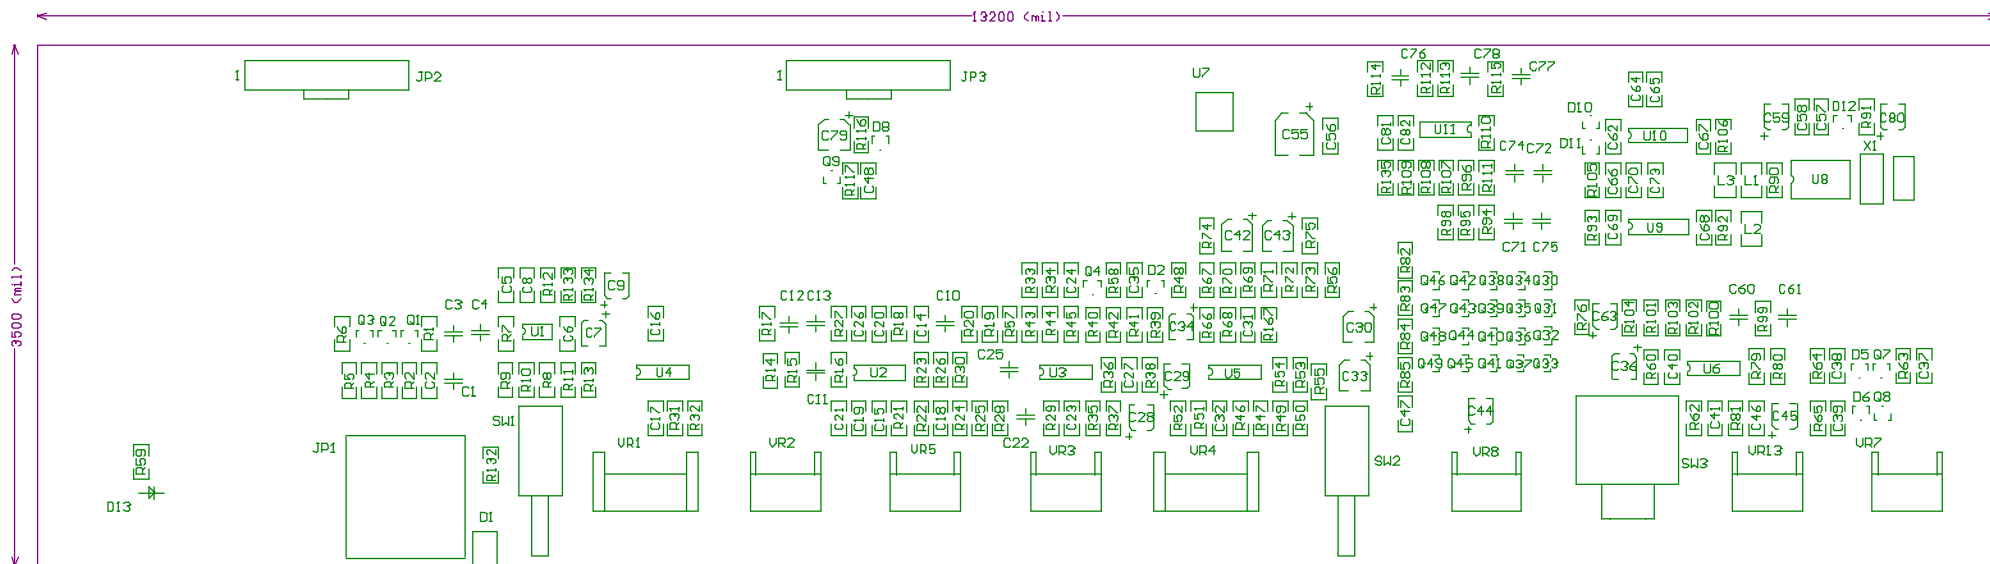 13200 (mil)
3500 (mil)
1 JP2
1 JP3
U7
C76 C78 C77
R114 R112 R113 R115
C64 C65
D10 D11 D12
C79 R116 D8
Q9 R117 C48
C55 C56
C81 C82 U11 R110
C62 U10 C67 R106
C59 C58 C57 R91 C80
X1
C74 C72
R135 R109 R108 R107 R96 R111
R105 C66 C70 C73
L3 L1 R90 U8
R98 R95 R94
C71 C75
R93 C69 U9 C68 R92 L2
R74 C42 C43 R75
R82
C5 C8 R12 R133 R134 C9
R33 R34 C24 Q4 R58 C35 D2 R48 R67 R70 R69 R71 R72 R73 R56
Q46 Q42 Q38 Q34 Q30
R83
C3 C4
C12 C13 C10
C60 C61
R6 Q3 Q2 Q1 R1
R7 U1 C6 C7 C16
R17 R27 C26 C20 R18 C14 R20 R19 R57 R43 R44 R45 R40 R42 R41 R39 C34 R66 R68 C31 R167
C30
Q47 Q43 Q39 Q35 Q31
R76 C63 R104 R101 R103 R102 R100 R99
R84
Q48 Q44 Q40 Q36 Q32
C25
R5 R4 R3 R2 C2 C1
R9 R10 R8 R11 R13 U4
R14 R15 R16 U2 R23 R26 R30 U3 R36 C27 R38 C29 U5 R54 R53 R55 C33
R85
Q49 Q45 Q41 Q37 Q33
C36 R60 C40 U6 R79 R80 R64 C38 D5 Q7 R63 C37
C11
SW1
C17 R31 R32
C21 C19 C15 R21 R22 C18 R24 R25 R28 C22 R29 C23 R35 R37 C28
R52 R51 C32 R46 R47 R49 R50
C47 C44
R62 C41 R81 C46 C45 R65 C39
D6 Q8
JP1 R132
VR1 VR2 VR5 VR3 VR4
SW2
VR8
SW3
VR13 VR7
R59
D13
D1